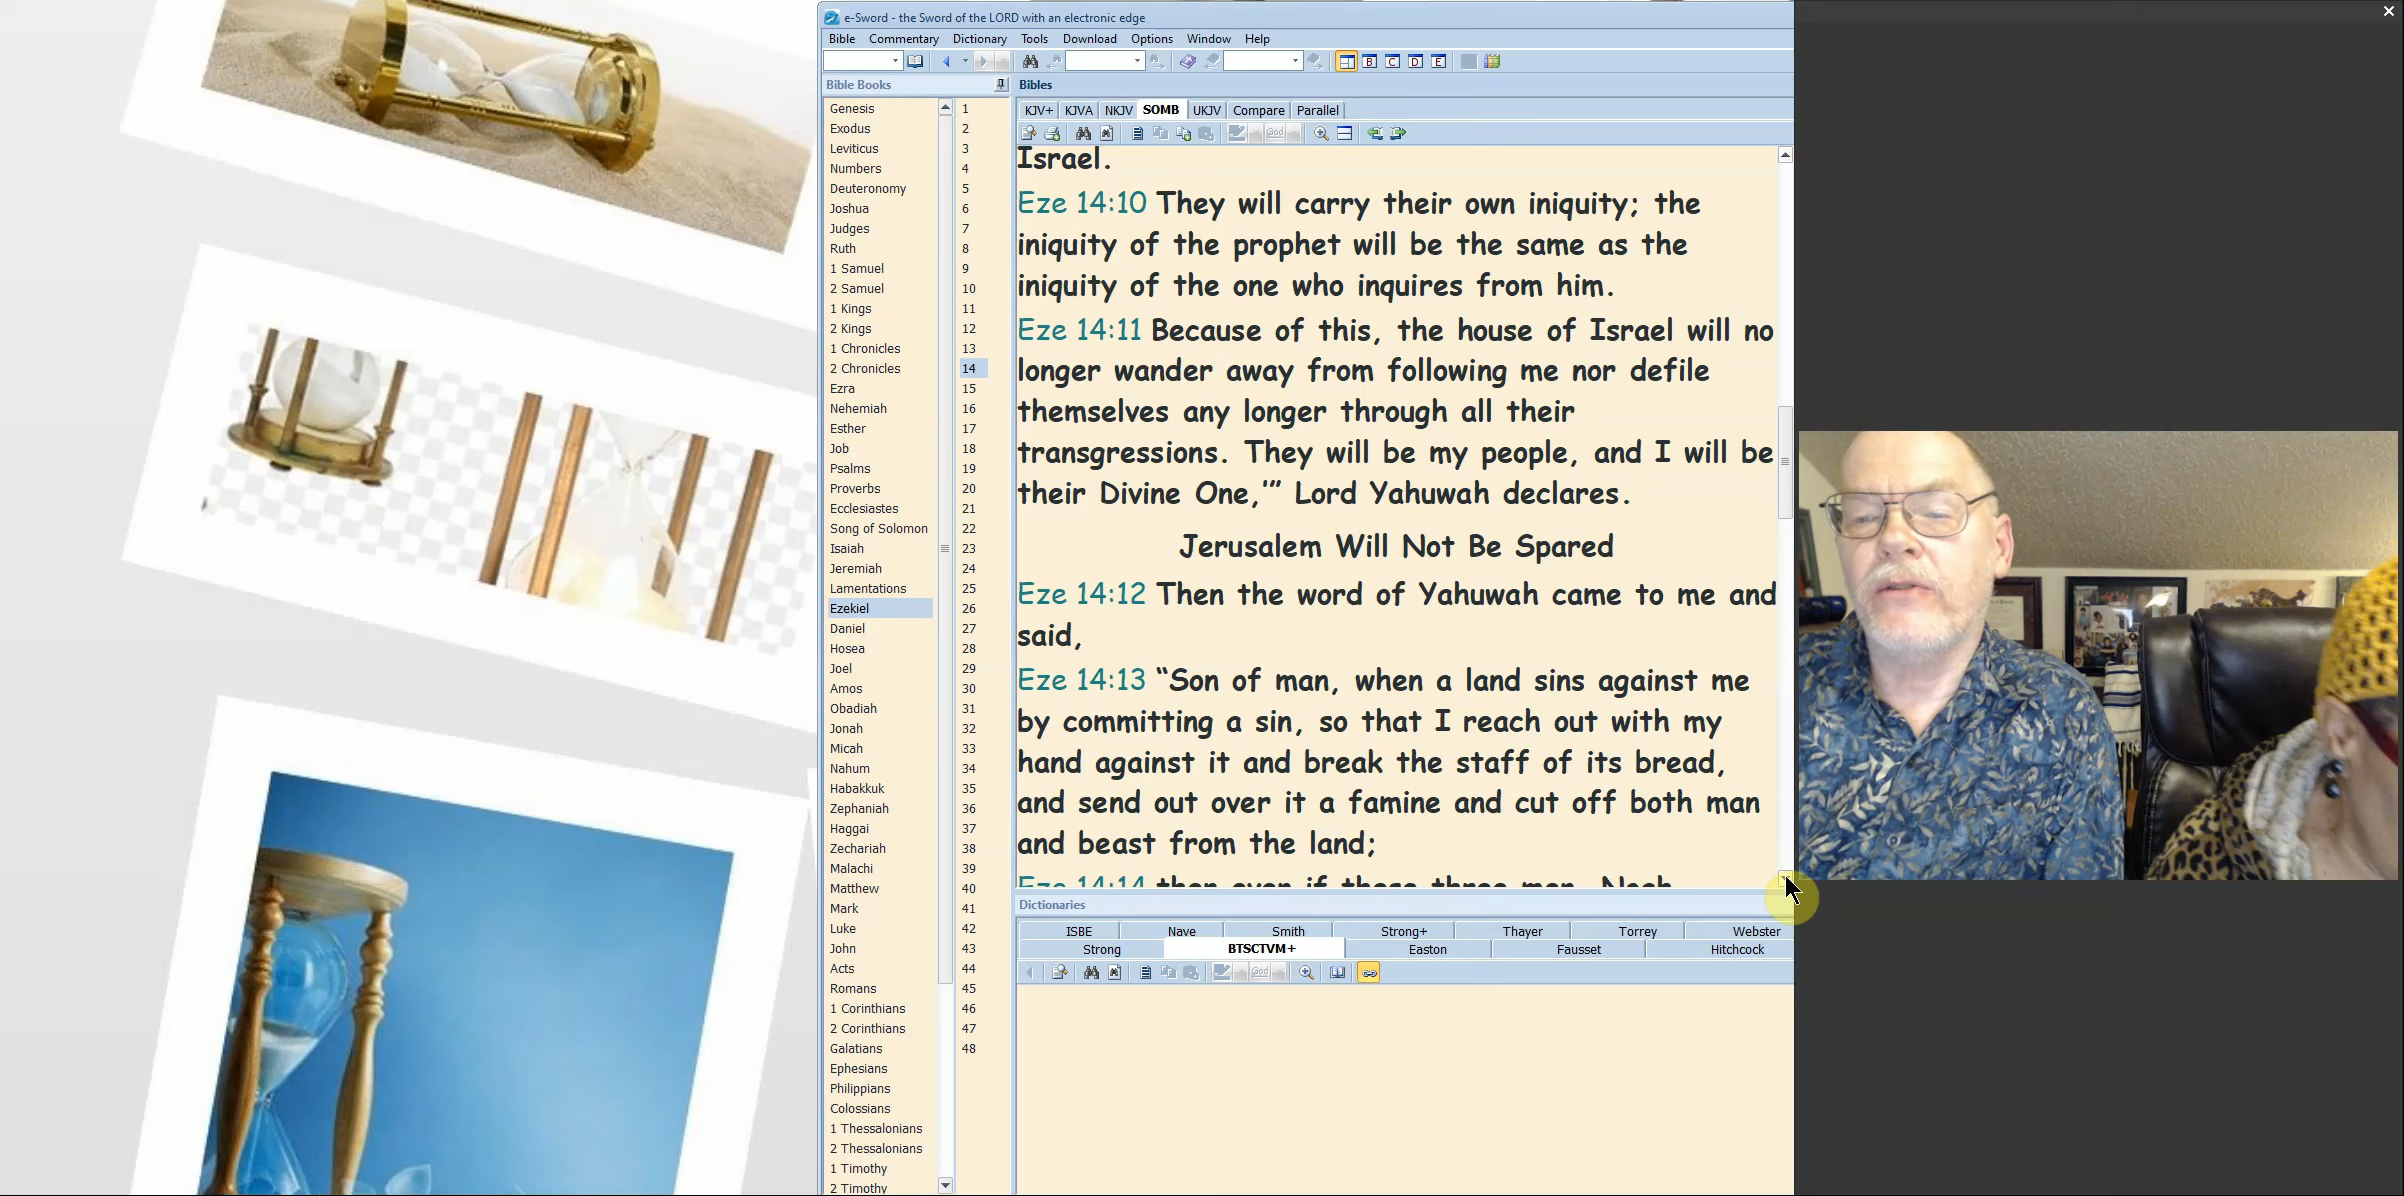 e-Sword - the Sword of the LORD with an electronic edge
Bible Commentary Dictionary Tools Download Options Window Help
B C D E
Bible Books
Genesis
Exodus
Leviticus
Numbers
Deuteronomy
Joshua
Judges
Ruth
1 Samuel
2 Samuel
1 Kings
2 Kings
1 Chronicles
2 Chronicles
Ezra
Nehemiah
Esther
Job
Psalms
Proverbs
Ecclesiastes
Song of Solomon
Isaiah
Jeremiah
Lamentations
Ezekiel
Daniel
Hosea
Joel
Amos
Obadiah
Jonah
Micah
Nahum
Habakkuk
Zephaniah
Haggai
Zechariah
Malachi
Matthew
Mark
Luke
John
Acts
Romans
1 Corinthians
2 Corinthians
Galatians
Ephesians
Philippians
Colossians
1 Thessalonians
2 Thessalonians
1 Timothy
2 Timothy
1
2
3
4
5
6
7
8
9
10
11
12
13
14
15
16
17
18
19
20
21
22
23
24
25
26
27
28
29
30
31
32
33
34
35
36
37
38
39
40
41
42
43
44
45
46
47
48
Bibles
KJV+ KJVA NKJV SOMB UKJV Compare Parallel
God
Israel.
Eze 14:10 They will carry their own iniquity; the
iniquity of the prophet will be the same as the
iniquity of the one who inquires from him.
Eze 14:11 Because of this, the house of Israel will no
longer wander away from following me nor defile
themselves any longer through all their
transgressions. They will be my people, and I will be
their Divine One,’” Lord Yahuwah declares.
Jerusalem Will Not Be Spared
Eze 14:12 Then the word of Yahuwah came to me and
said,
Eze 14:13 “Son of man, when a land sins against me
by committing a sin, so that I reach out with my
hand against it and break the staff of its bread,
and send out over it a famine and cut off both man
and beast from the land;
Eze 14:14 then even if these three men, Noah
Dictionaries
ISBE Nave Smith Strong+ Thayer Torrey Webster
Strong BTSCTVM+ Easton Fausset Hitchcock
God